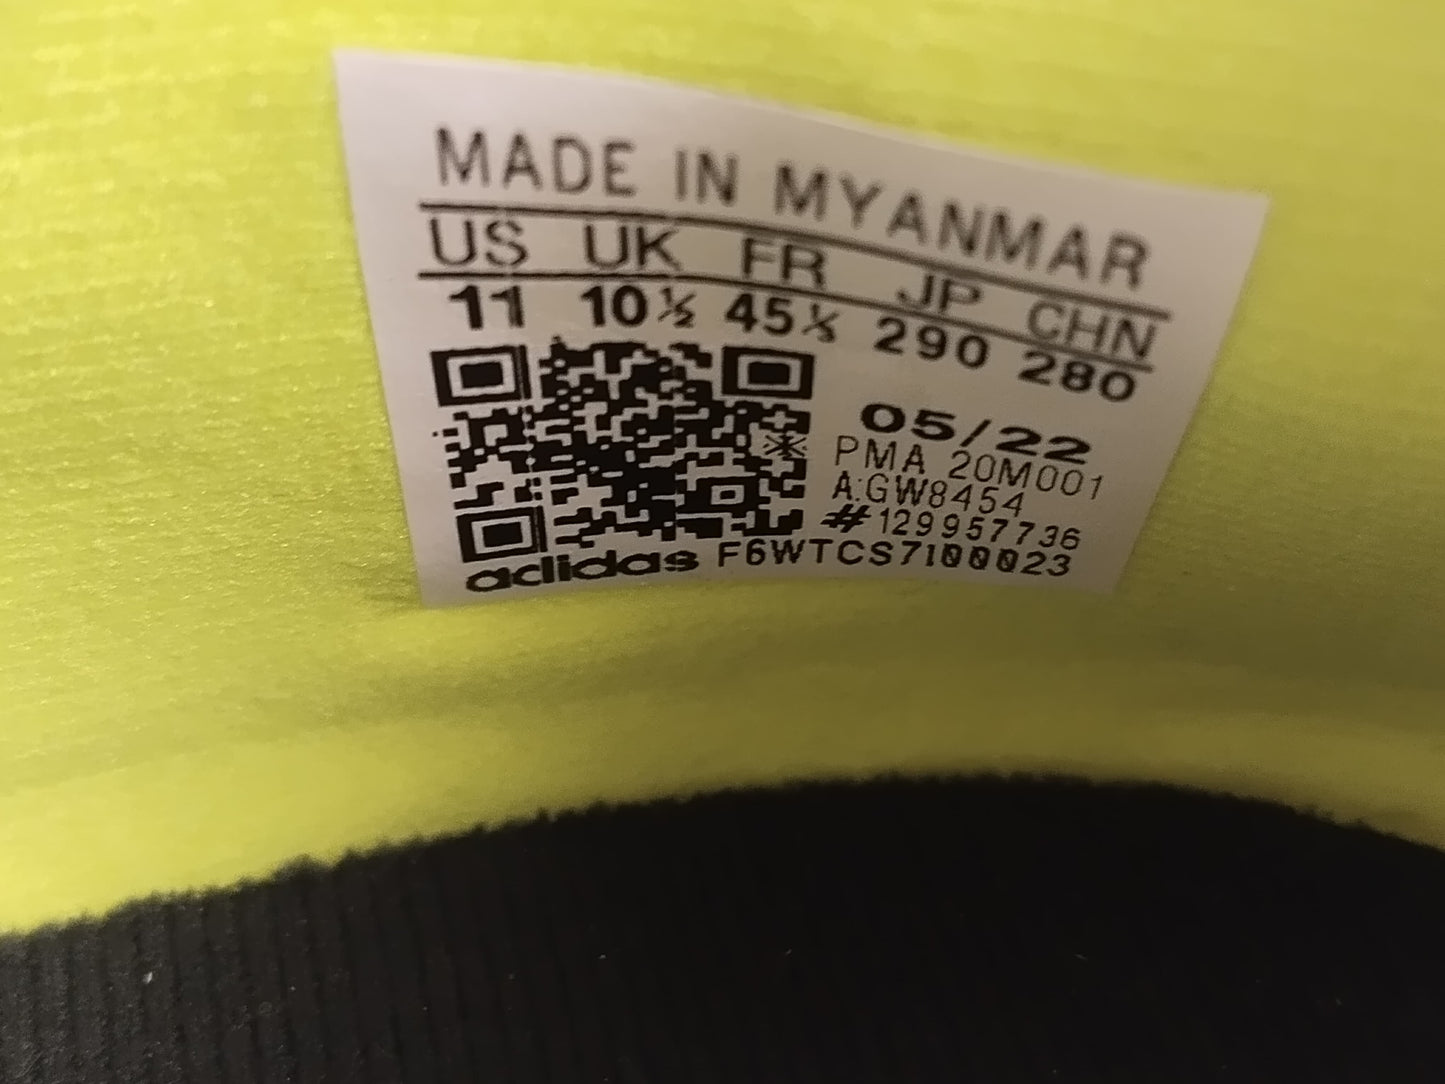 MADE IN MYANMAR
US UK FR JP CHN
11 10½ 45⅓ 290 280
05/22
PMA 20M001
A:GW8454
#129957736
adidas F6WTCS7100023